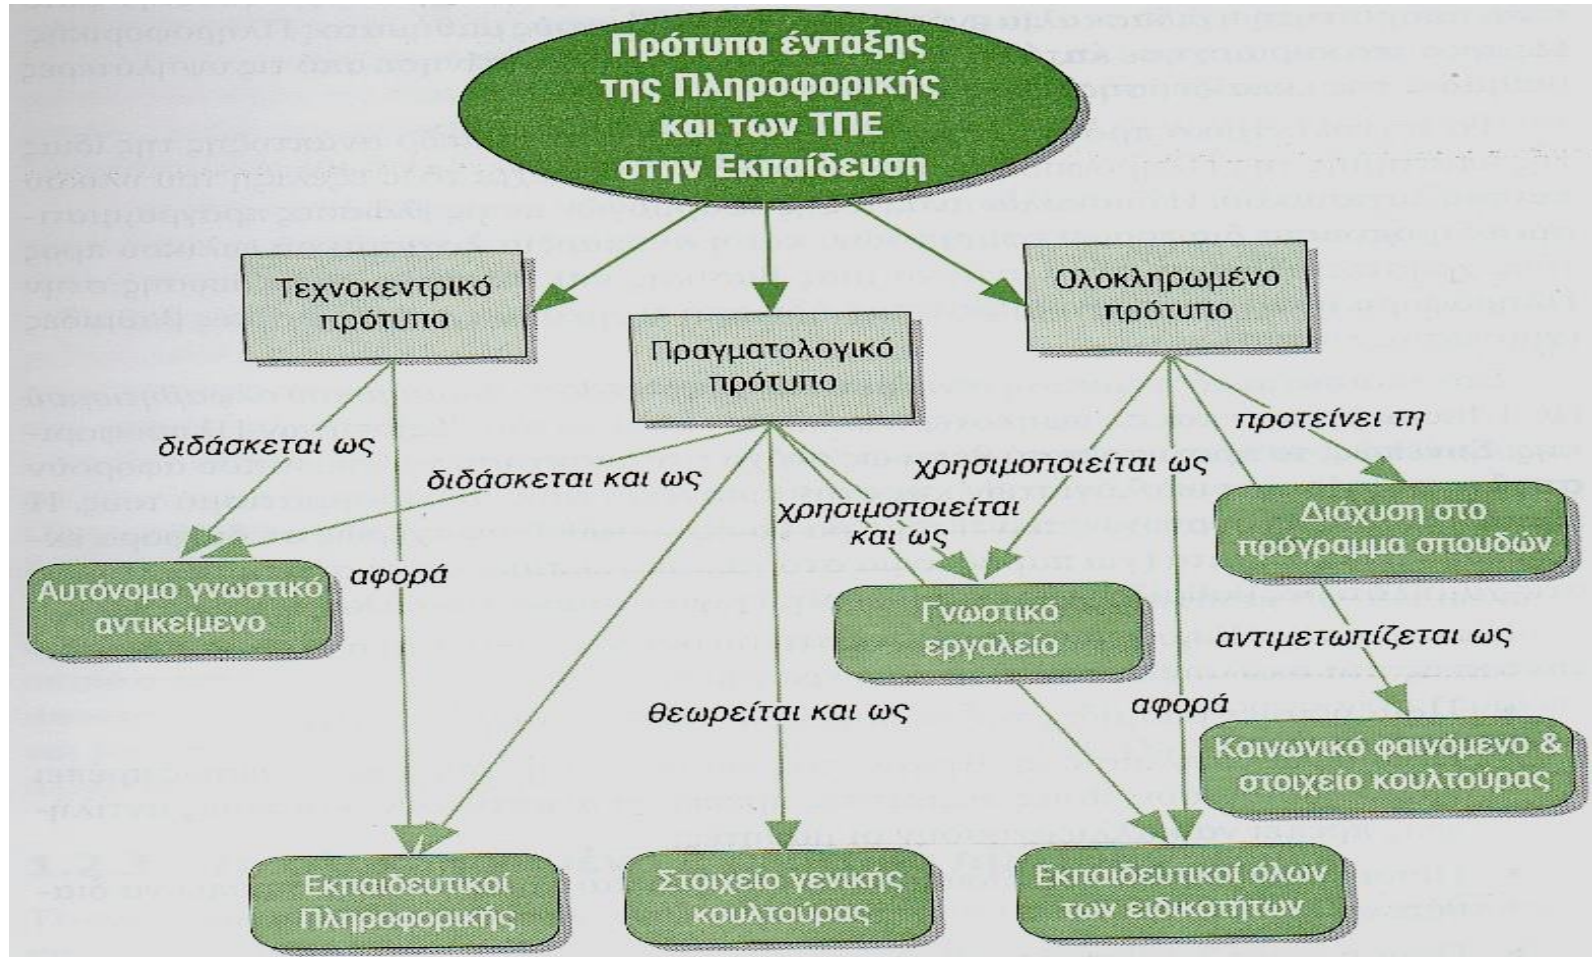 Πρότυπα ένταξης
της Πληροφορικής
και των ΤΠΕ
στην Εκπαίδευση
Τεχνοκεντρικό
πρότυπο
Πραγματολογικό
πρότυπο
Ολοκληρωμένο
πρότυπο
διδάσκεται ως
διδάσκεται και ως
χρησιμοποιείται ως
προτείνει τη
χρησιμοποιείται
και ως
Διάχυση στο
πρόγραμμα σπουδών
Αυτόνομο γνωστικό
αντικείμενο
αφορά
Γνωστικό
εργαλείο
αντιμετωπίζεται ως
θεωρείται και ως
αφορά
Κοινωνικό φαινόμενο &
στοιχείο κουλτούρας
Εκπαιδευτικοί
Πληροφορικής
Στοιχείο γενικής
κουλτούρας
Εκπαιδευτικοί όλων
των ειδικοτήτων